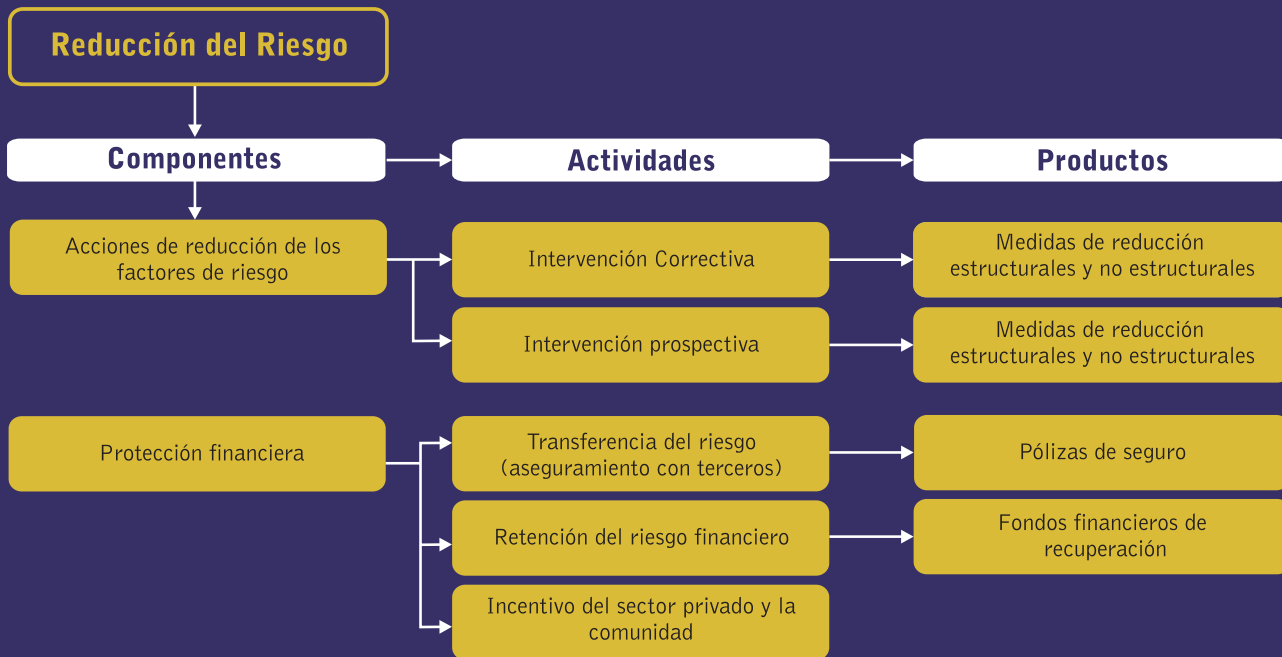 Reducción del Riesgo
Componentes
Actividades
Productos
Acciones de reducción de los
factores de riesgo
Intervención Correctiva
Medidas de reducción
estructurales y no estructurales
Intervención prospectiva
Medidas de reducción
estructurales y no estructurales
Protección financiera
Transferencia del riesgo
(aseguramiento con terceros)
Pólizas de seguro
Retención del riesgo financiero
Fondos financieros de
recuperación
Incentivo del sector privado y la
comunidad